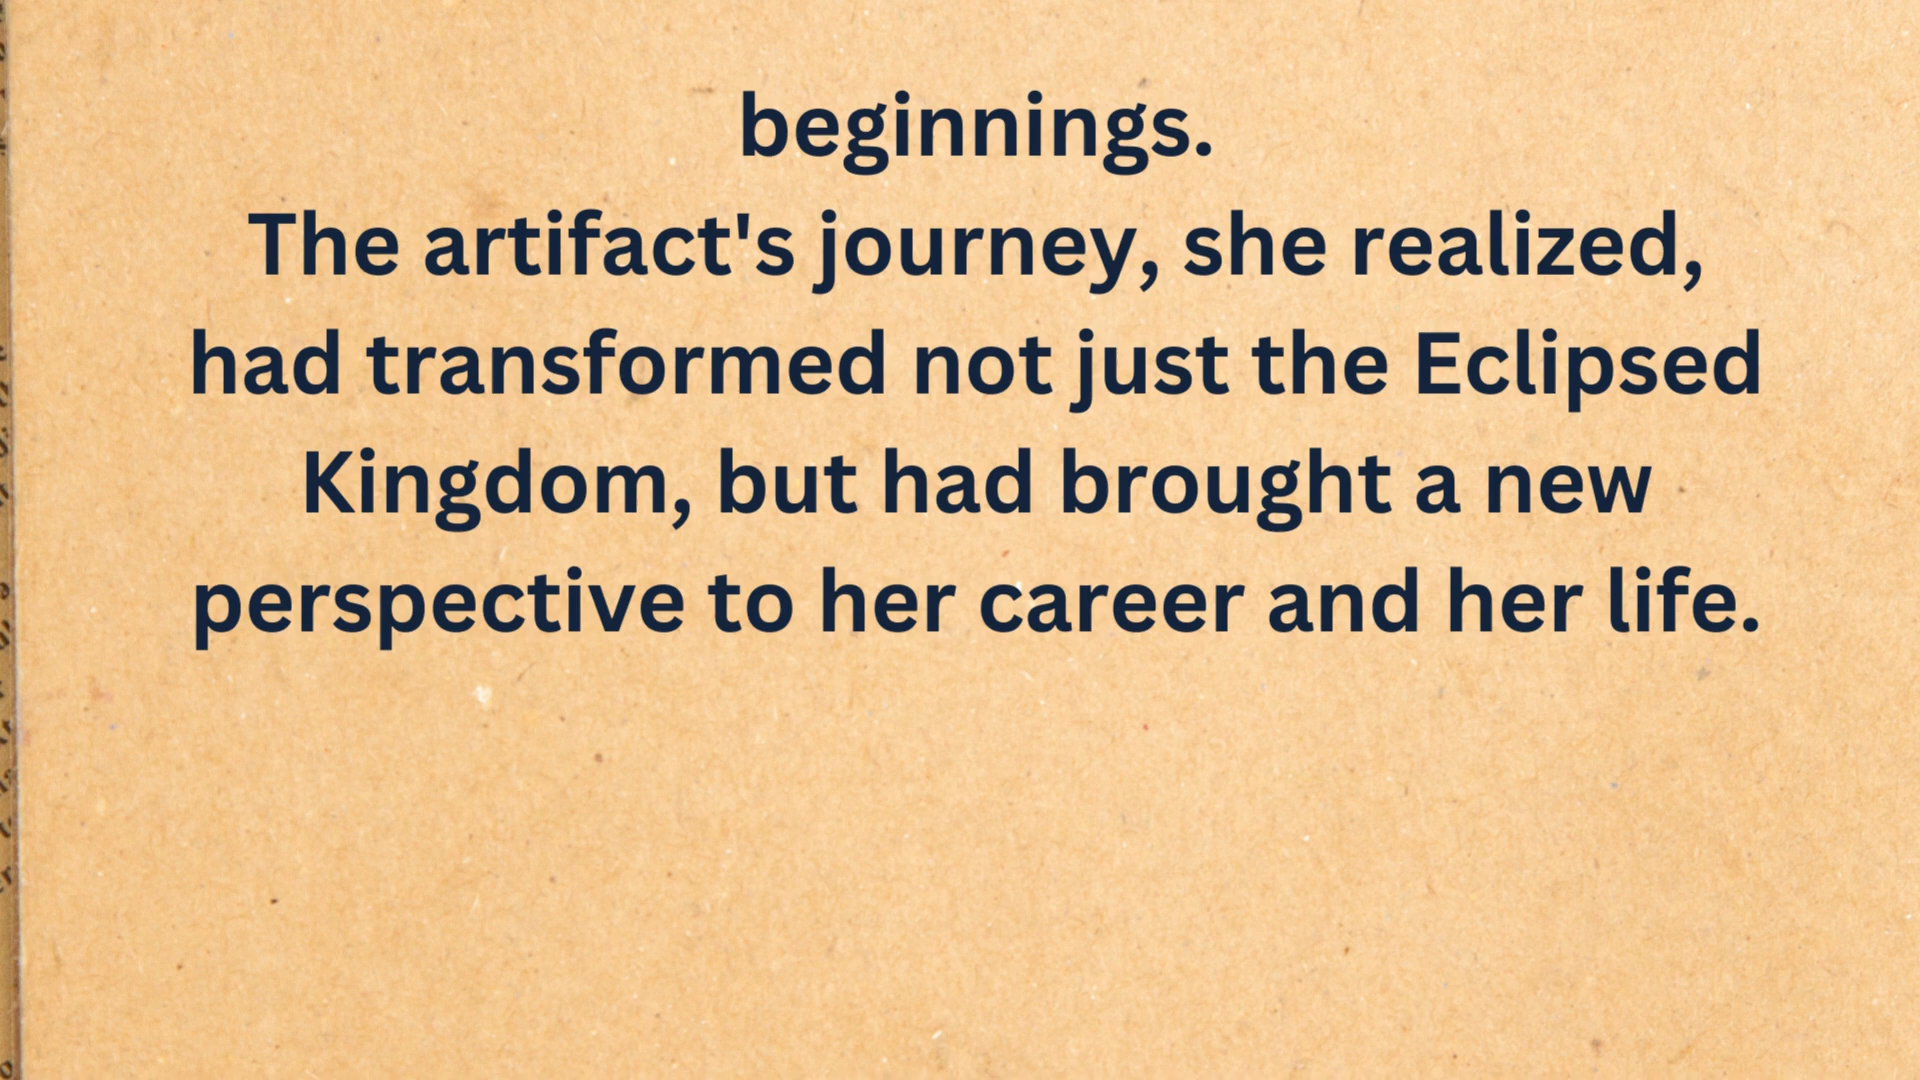 beginnings.
The artifact's journey, she realized,
had transformed not just the Eclipsed
Kingdom, but had brought a new
perspective to her career and her life.